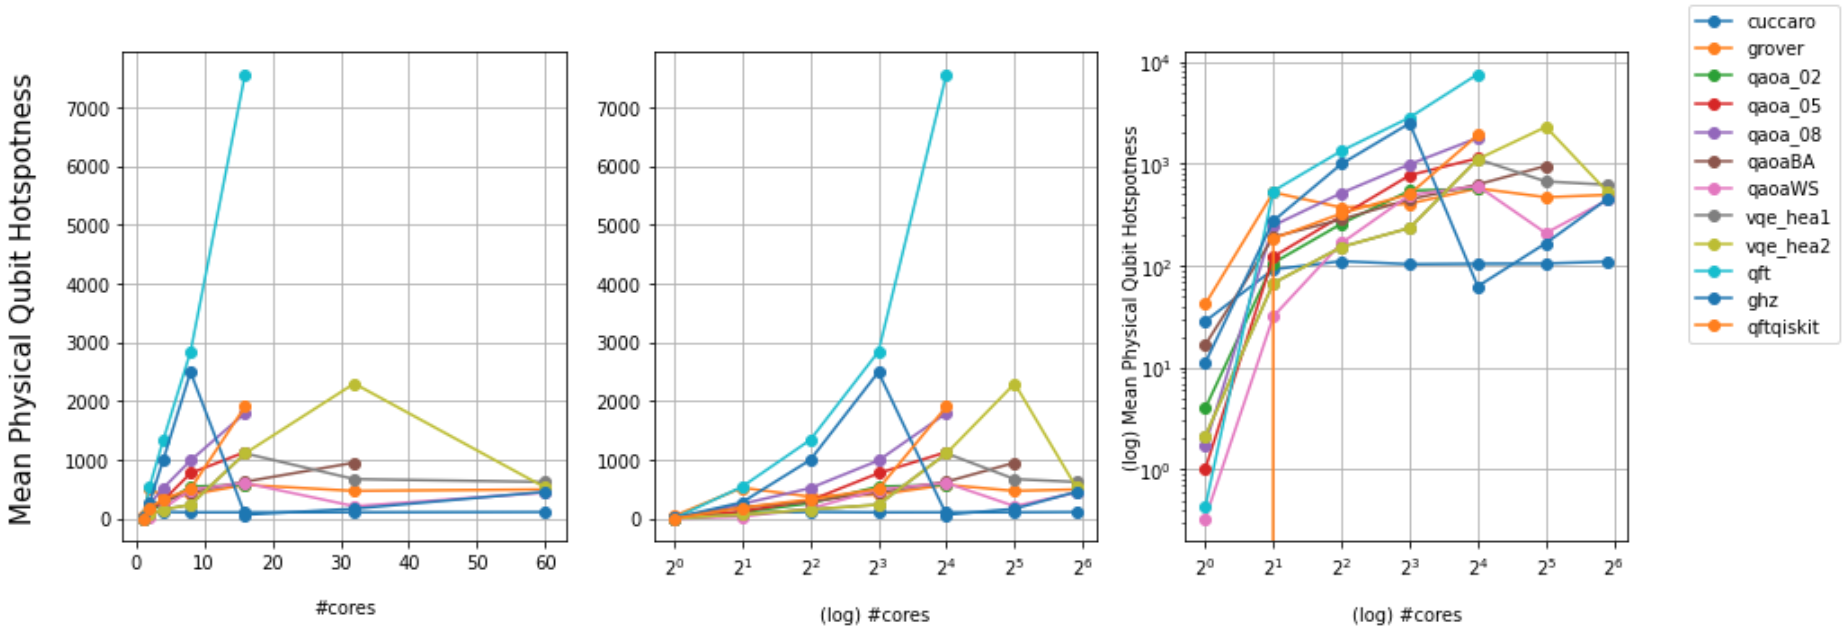 Mean Physical Qubit Hotspotness
7000
6000
5000
4000
3000
2000
1000
0
0 10 20 30 40 50 60
#cores
7000
6000
5000
4000
3000
2000
1000
0
2⁰ 2¹ 2² 2³ 2⁴ 2⁵ 2⁶
(log) #cores
(log) Mean Physical Qubit Hotspotness
10⁴
10³
10²
10¹
10⁰
2⁰ 2¹ 2² 2³ 2⁴ 2⁵ 2⁶
(log) #cores
cuccaro
grover
qaoa_02
qaoa_05
qaoa_08
qaoaBA
qaoaWS
vqe_hea1
vqe_hea2
qft
ghz
qftqiskit